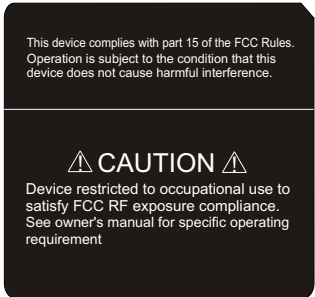 This device complies with part 15 of the FCC Rules.
Operation is subject to the condition that this
device does not cause harmful interference.
⚠ CAUTION ⚠
Device restricted to occupational use to
satisfy FCC RF exposure compliance.
See owner's manual for specific operating
requirement